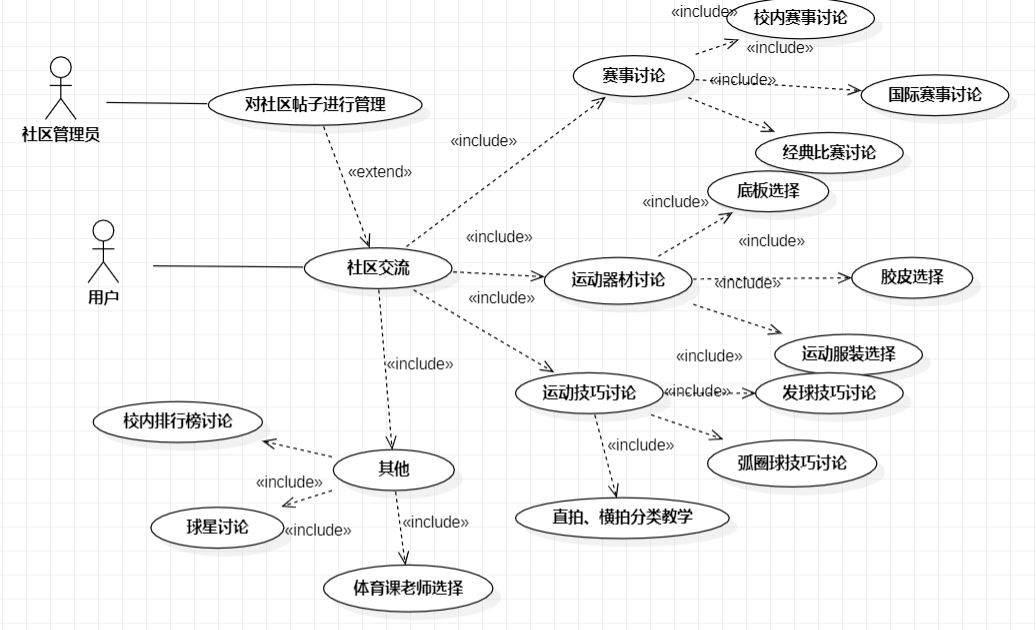 «include»
校内赛事讨论
«include»
赛事讨论
«include»
国际赛事讨论
对社区帖子进行管理
社区管理员
«include»
经典比赛讨论
«extend»
底板选择
«include»
«include»
«include»
社区交流
运动器材讨论
«include»
胶皮选择
用户
«include»
运动服装选择
«include»
«include»
运动技巧讨论
«include»
发球技巧讨论
校内排行榜讨论
«include»
其他
弧圈球技巧讨论
«include»
直拍、横拍分类教学
球星讨论
«include»
«include»
体育课老师选择